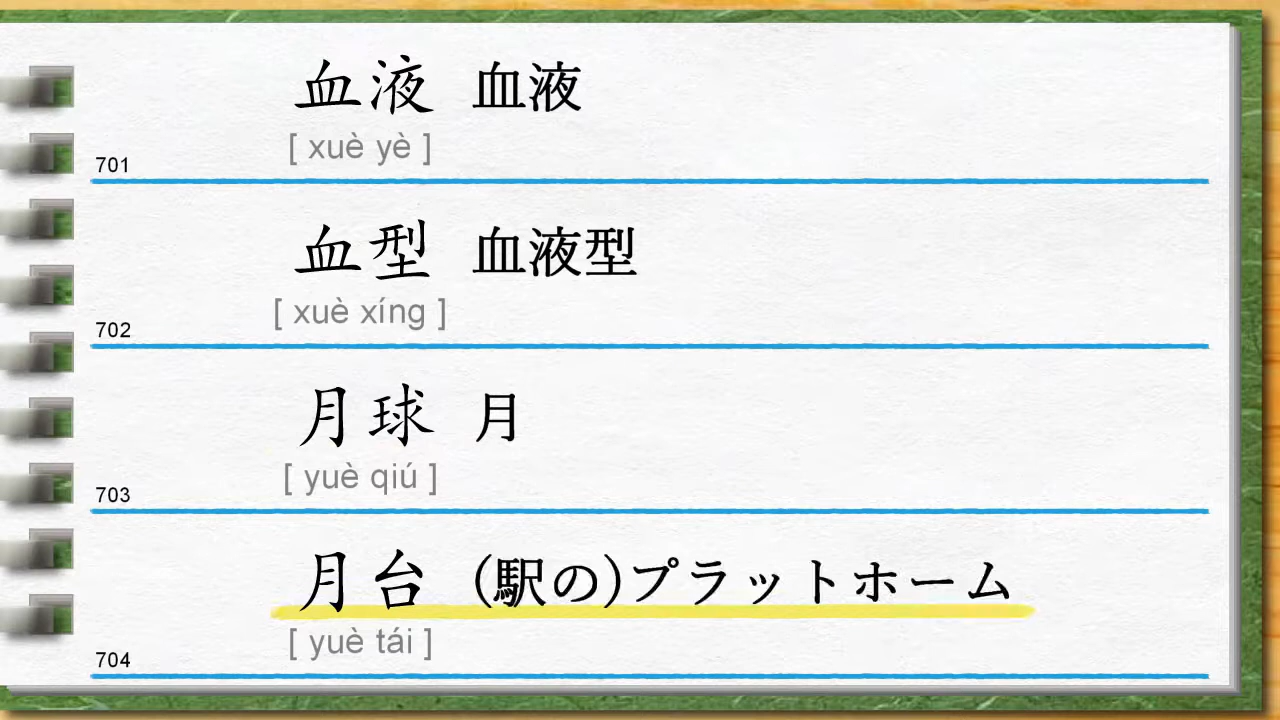 血液 血液
[ xuè yè ]
701
血型 血液型
[ xuè xíng ]
702
月球 月
[ yuè qiú ]
703
月台 (駅の)プラットホーム
[ yuè tái ]
704